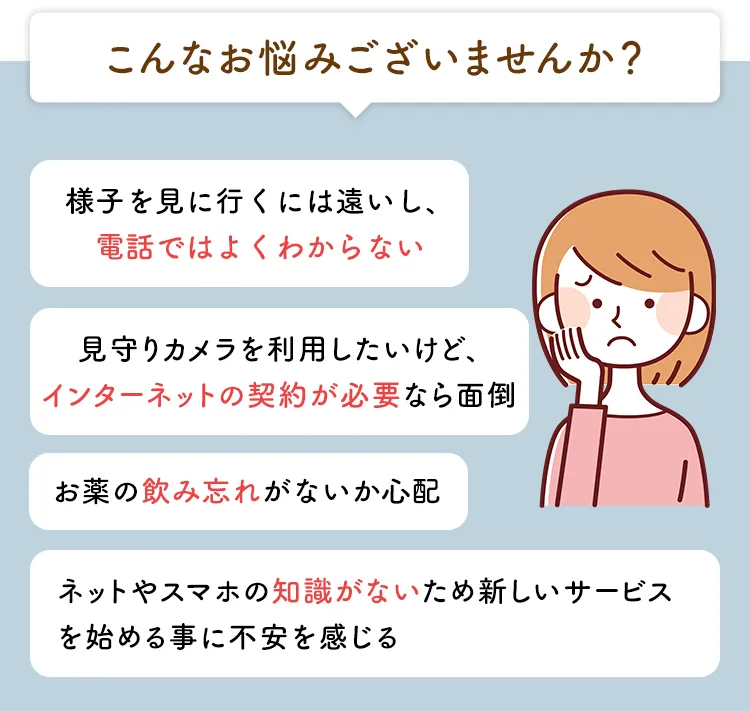 こんなお悩みございませんか?
様子を見に行くには遠いし、
電話ではよくわからない
見守りカメラを利用したいけど、
インターネットの契約が必要なら面倒
お薬の飲み忘れがないか心配
ネットやスマホの知識がないため新しいサービス
を始める事に不安を感じる